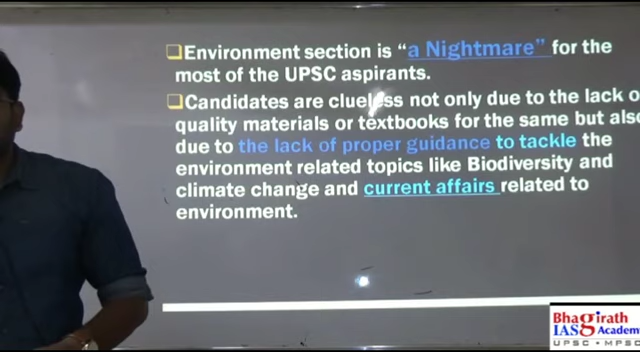 ❑Environment section is “a Nightmare” for the
most of the UPSC aspirants.
❑Candidates are clueless not only due to the lack o
quality materials or textbooks for the same but also
due to the lack of proper guidance to tackle the
environment related topics like Biodiversity and
climate change and current affairs related to
environment.
Bhagirath
IAS Academ
UPSC • MPSC